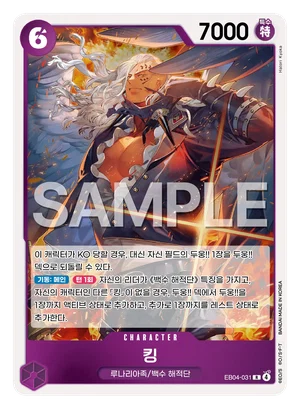 6
7000
특수
特
SAMPLE
이 캐릭터가 KO 당할 경우, 대신 자신 필드의 두웅!! 1장을 두웅!!
덱으로 되돌릴 수 있다.
기동: 메인 턴 1회 자신의 리더가 《백수 해적단》 특징을 가지고,
자신의 캐릭터인 다른 「킹」이 없을 경우, 두웅!! 덱에서 두웅!!을
1장까지 액티브 상태로 추가하고, 추가로 1장까지를 레스트 상태로
추가한다.
CHARACTER
킹
루나리아족/백수 해적단
EB04-031 R
BANDAI MADE IN KOREA